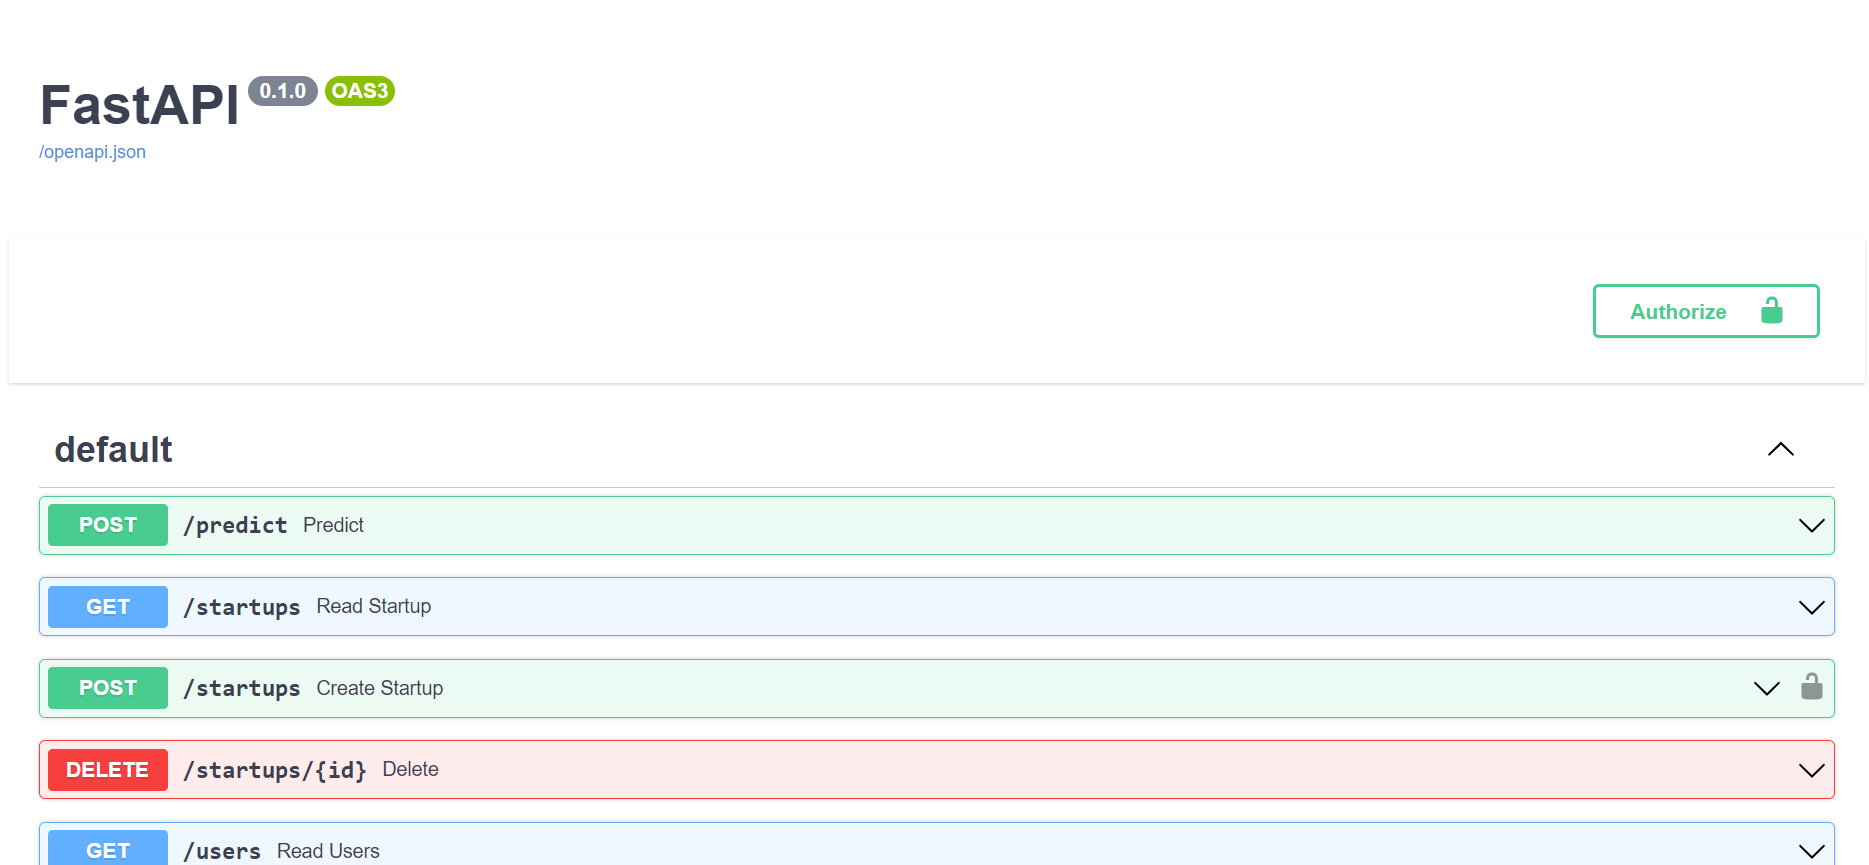 FastAPI 0.1.0 OAS3
/openapi.json
Authorize
default
POST /predict Predict
GET /startups Read Startup
POST /startups Create Startup
DELETE /startups/{id} Delete
GET /users Read Users